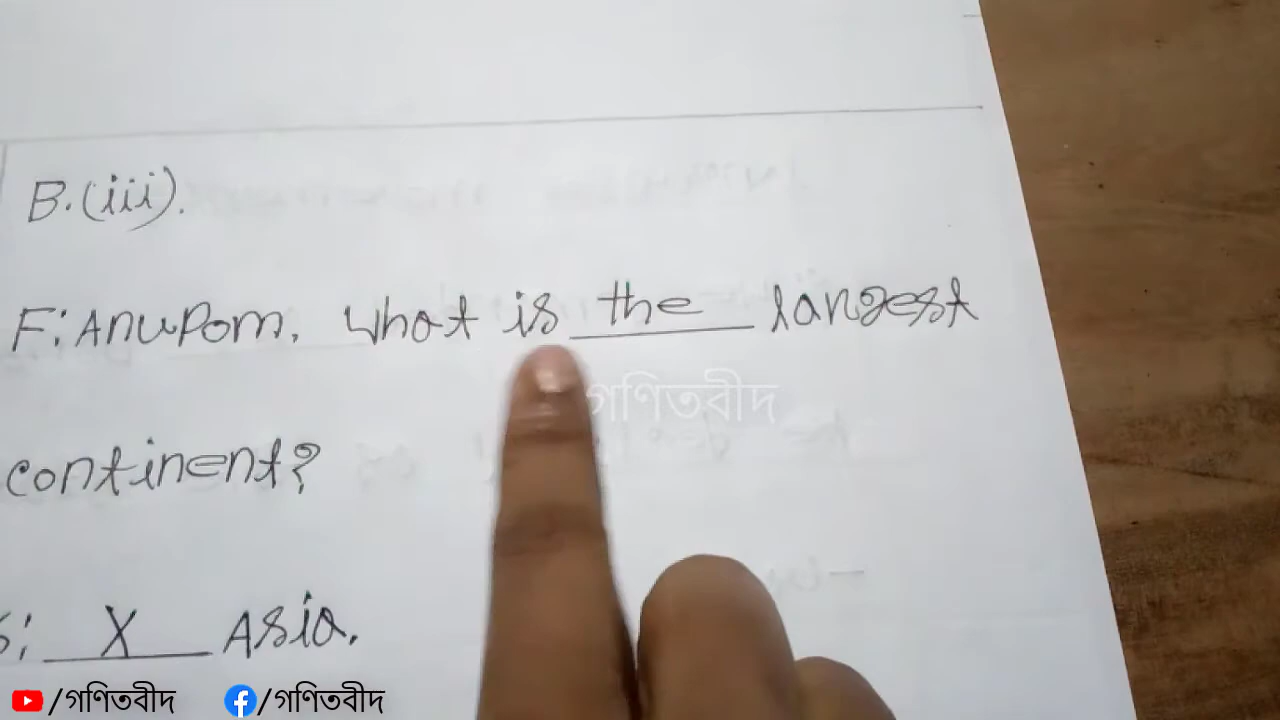 B. (iii).
F: Anupom, what is the largest
গণিতবীদ
continent?
S: X Asia.
/গণিতবীদ /গণিতবীদ